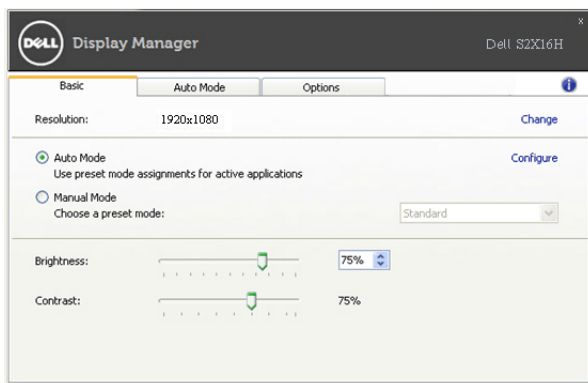 DELL Display Manager
Dell S2X16H
x
Basic
Auto Mode
Options
i
Resolution:
1920x1080
Change
Auto Mode
Configure
Use preset mode assignments for active applications
Manual Mode
Choose a preset mode:
Standard
Brightness:
75%
Contrast:
75%